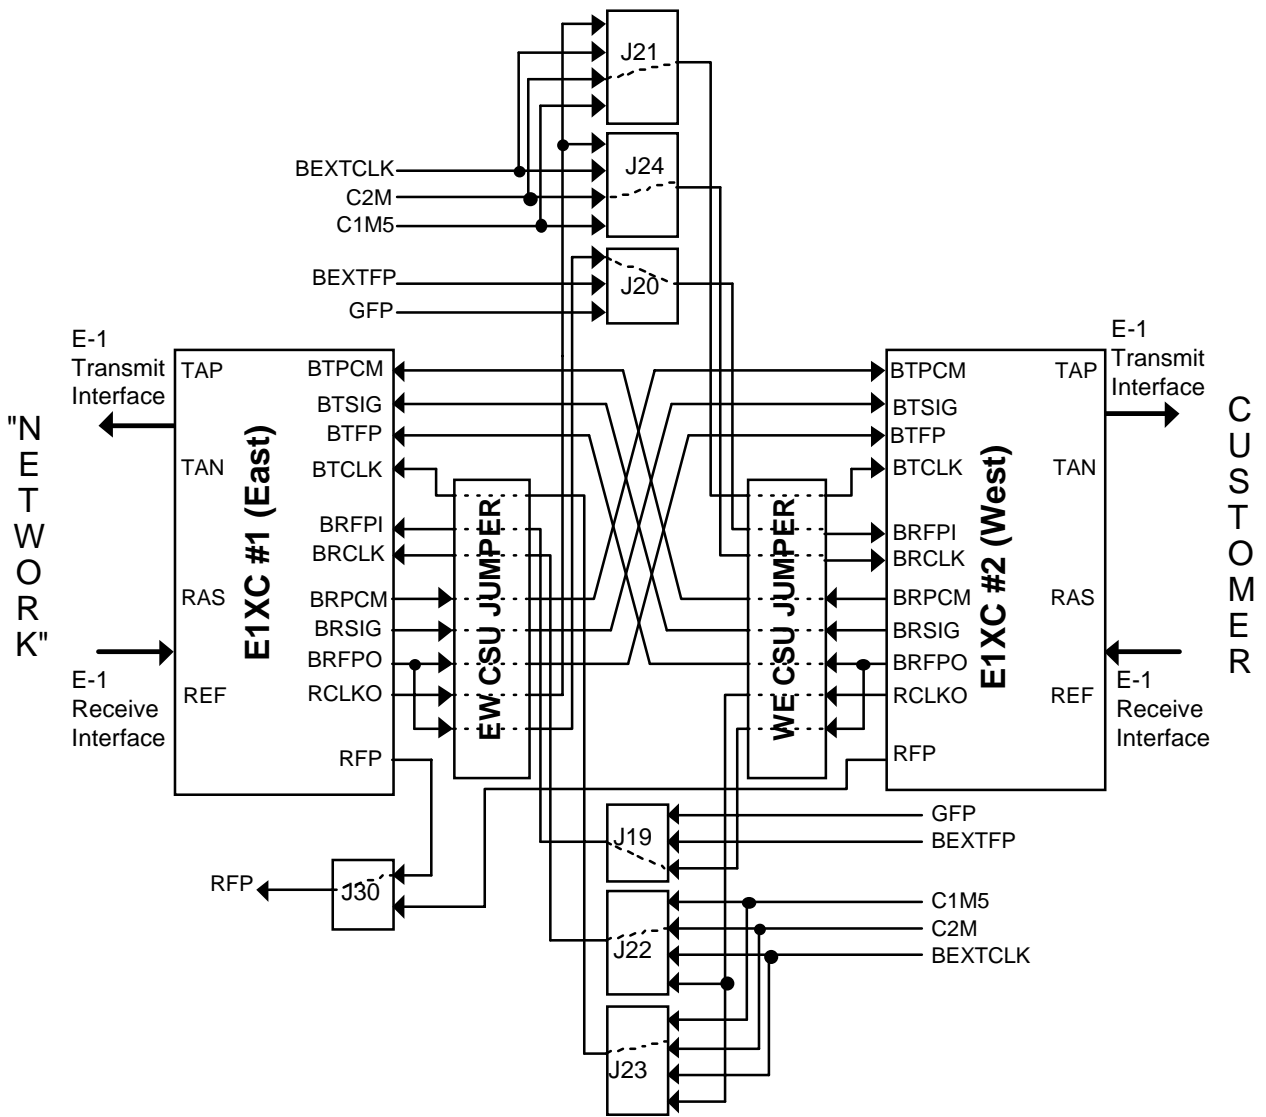 J21
J24
BEXTCLK
C2M
C1M5
BEXTFP
GFP
J20
E-1
Transmit
Interface
"NETWORK"
E-1
Receive
Interface
TAP
TAN
RAS
REF
E1XC #1 (East)
BTPCM
BTSIG
BTFP
BTCLK
BRFPI
BRCLK
BRPCM
BRSIG
BRFPO
RCLKO
RFP
EW CSU JUMPER
WE CSU JUMPER
BTPCM
BTSIG
BTFP
BTCLK
BRFPI
BRCLK
BRPCM
BRSIG
BRFPO
RCLKO
RFP
E1XC #2 (West)
TAP
TAN
RAS
REF
E-1
Transmit
Interface
CUSTOMER
E-1
Receive
Interface
J19
GFP
BEXTFP
RFP
J30
J22
C1M5
C2M
BEXTCLK
J23